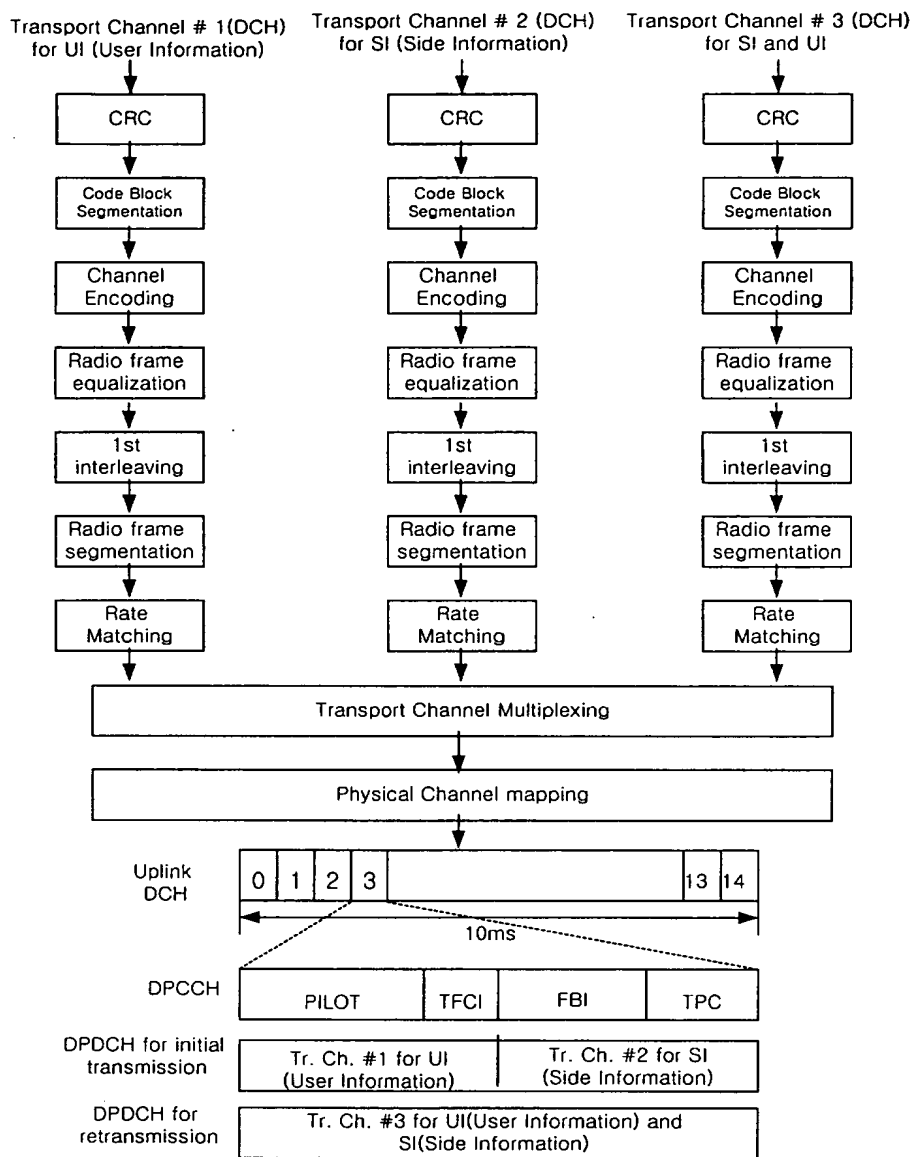 Transport Channel # 1(DCH)
for UI (User Information)
Transport Channel # 2 (DCH)
for SI (Side Information)
Transport Channel # 3 (DCH)
for SI and UI
CRC
CRC
CRC
Code Block
Segmentation
Code Block
Segmentation
Code Block
Segmentation
Channel
Encoding
Channel
Encoding
Channel
Encoding
Radio frame
equalization
Radio frame
equalization
Radio frame
equalization
1st
interleaving
1st
interleaving
1st
interleaving
Radio frame
segmentation
Radio frame
segmentation
Radio frame
segmentation
Rate
Matching
Rate
Matching
Rate
Matching
Transport Channel Multiplexing
Physical Channel mapping
Uplink
DCH
0 1 2 3 13 14
10ms
DPCCH
PILOT TFCI FBI TPC
DPDCH for initial
transmission
Tr. Ch. #1 for UI
(User Information)
Tr. Ch. #2 for SI
(Side Information)
DPDCH for
retransmission
Tr. Ch. #3 for UI(User Information) and
SI(Side Information)